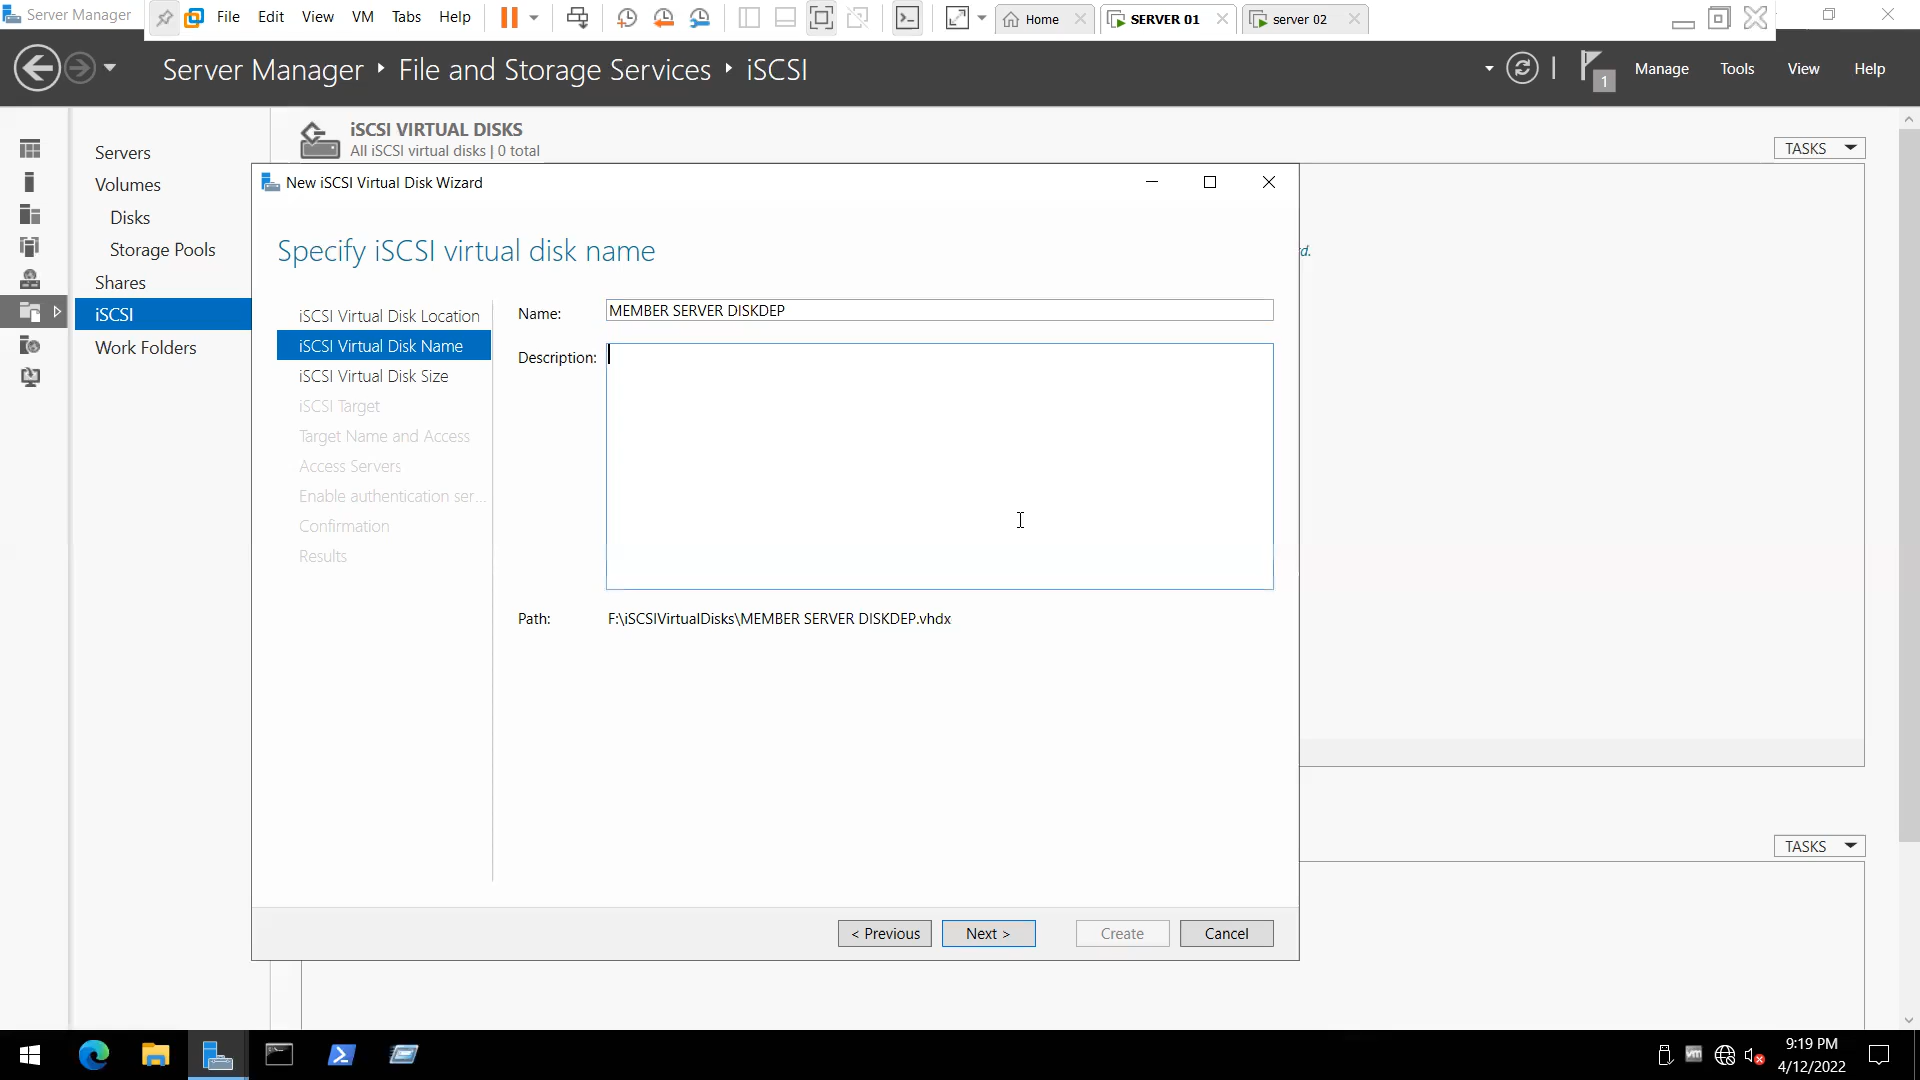 Server Manager
File Edit View VM Tabs Help
Home
SERVER 01
server 02
Server Manager File and Storage Services iSCSI
1
Manage Tools View Help
Servers
Volumes
Disks
Storage Pools
Shares
iSCSI
Work Folders
iSCSI VIRTUAL DISKS
All iSCSI virtual disks | 0 total
TASKS
d.
New iSCSI Virtual Disk Wizard
Specify iSCSI virtual disk name
iSCSI Virtual Disk Location
iSCSI Virtual Disk Name
iSCSI Virtual Disk Size
iSCSI Target
Target Name and Access
Access Servers
Enable authentication ser...
Confirmation
Results
Name: MEMBER SERVER DISKDEP
Description:
Path: F:\iSCSIVirtualDisks\MEMBER SERVER DISKDEP.vhdx
< Previous Next > Create Cancel
TASKS
vm
9:19 PM
4/12/2022